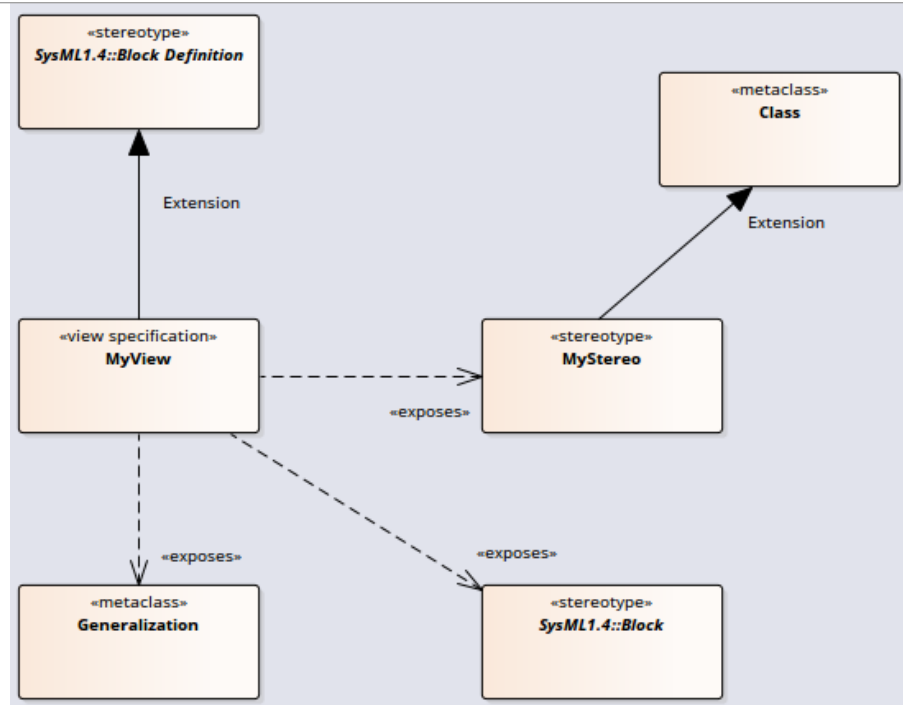 «stereotype»
SysML1.4::Block Definition
«metaclass»
Class
Extension
Extension
«view specification»
MyView
«stereotype»
MyStereo
«exposes»
«exposes»
«exposes»
«metaclass»
Generalization
«stereotype»
SysML1.4::Block